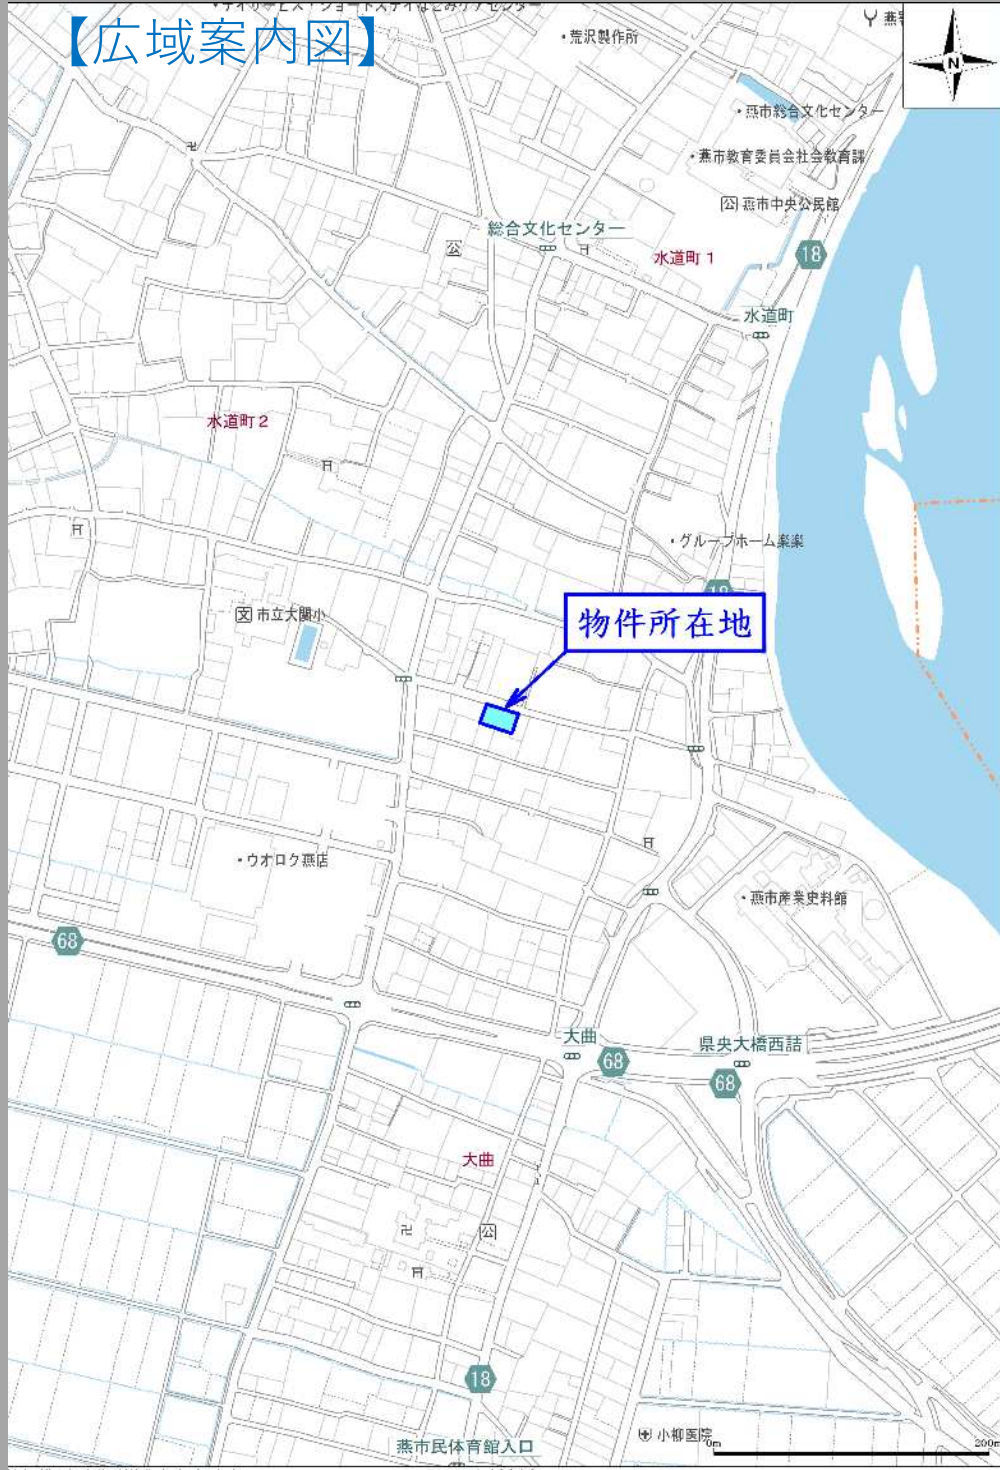 【広域案内図】
・荒沢製作所
N
・燕市総合文化センター
・燕市教育委員会社会教育課
公 燕市中央公民館
総合文化センター
公
水道町1
18
水道町
水道町2
・グループホーム楽楽
18
文 市立大関小
物件所在地
・ウオロク燕店
・燕市産業史料館
68
大曲
68
県央大橋西詰
68
大曲
公
18
燕市民体育館入口
小柳医院
0m
200m